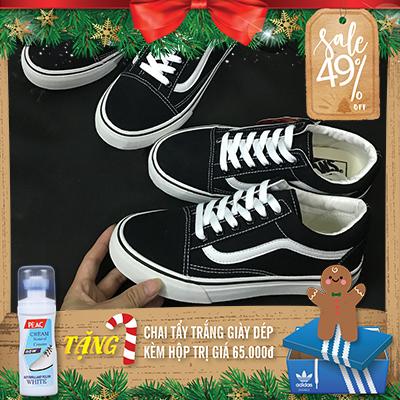 sale
49%
OFF
VANS
PEAC
CREAM
TẶNG
CHAI TẨY TRẮNG GIÀY DÉP
KÈM HỘP TRỊ GIÁ 65.000đ
WHITE
adidas